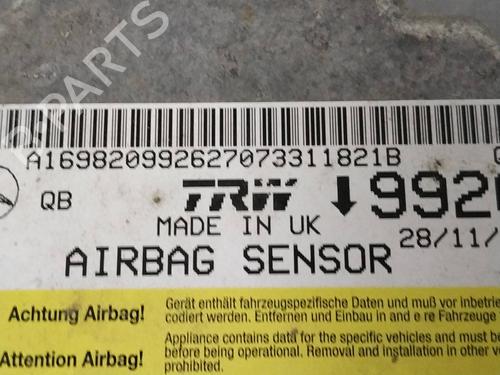 A1698209926270733118​21B
QB
TRW
992
MADE IN UK
28/11/
AIRBAG SENSOR
Achtung Airbag!
Gerät enthält fahrzeugspezifische Daten und muß vor inbetrie
codiert werden. Entfernen und Einbau in and e re Fahrzeuge
Attention Airbag!
Appliance contains data for the specific vehicles and must be
before being operational. Removal and installation in other v
prohibited.